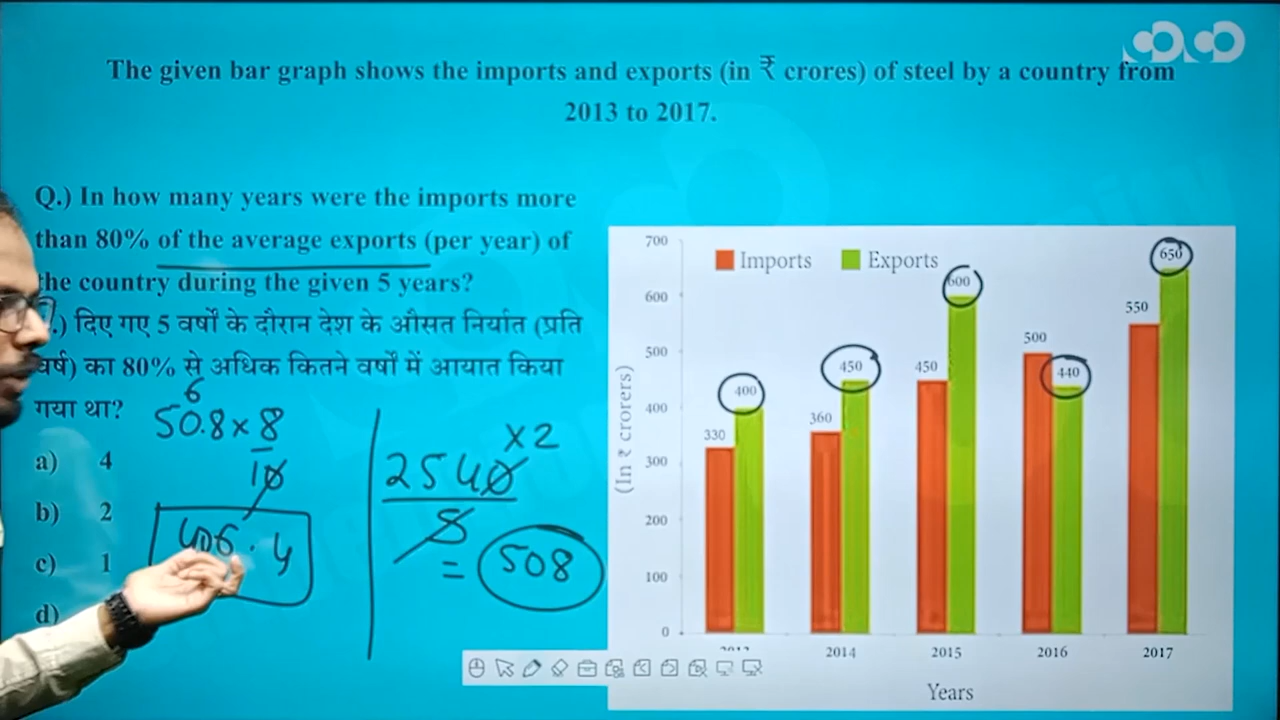 The given bar graph shows the imports and exports (in ₹ crores) of steel by a country from
2013 to 2017.
Q.) In how many years were the imports more
than 80% of the average exports (per year) of
the country during the given 5 years?
.) दिए गए 5 वर्षों के दौरान देश के औसत निर्यात (प्रति
वर्ष) का 80% से अधिक कितने वर्षों में आयात किया
गया था?
a) 4
b) 2
c) 1
d)
6
50.8 × 8
10
406.4
2540 ×2
5
= 508
Imports Exports
700
600
500
400
300
200
100
0
(In ₹ crorers)
330 400
360 450
450 600
500 440
550 650
2014 2015 2016 2017
Years